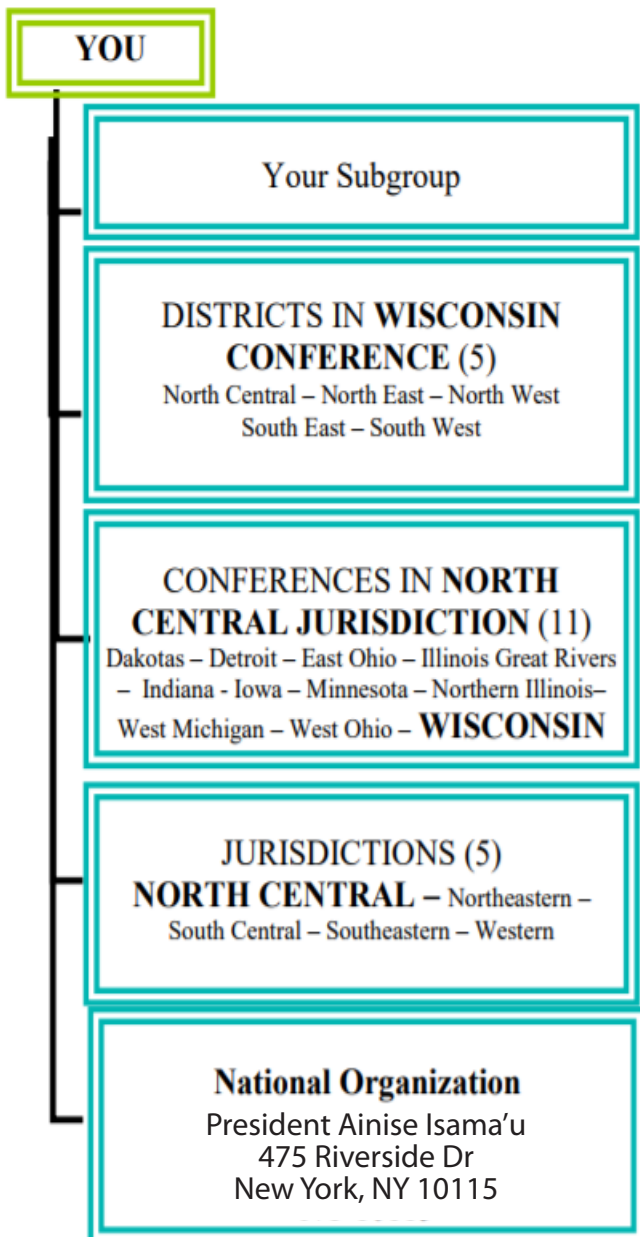 YOU
Your Subgroup
DISTRICTS IN WISCONSIN
CONFERENCE (5)
North Central – North East – North West
South East – South West
CONFERENCES IN NORTH
CENTRAL JURISDICTION (11)
Dakotas – Detroit – East Ohio – Illinois Great Rivers
– Indiana - Iowa – Minnesota – Northern Illinois–
West Michigan – West Ohio – WISCONSIN
JURISDICTIONS (5)
NORTH CENTRAL – Northeastern –
South Central – Southeastern – Western
National Organization
President Ainise Isama’u
475 Riverside Dr
New York, NY 10115